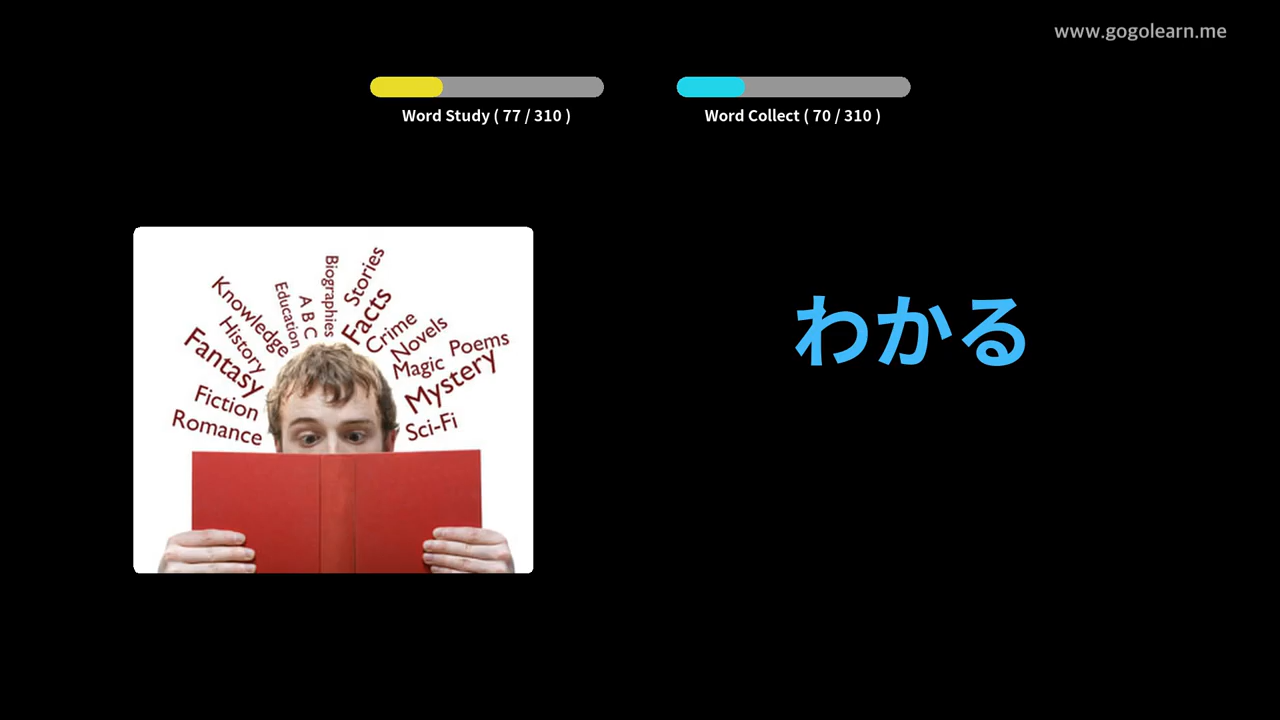 www.gogolearn.me
Word Study ( 77 / 310 )
Word Collect ( 70 / 310 )
Biographies
Stories
Education
A B C
Facts
Knowledge
History
Crime
Novels
Fantasy
Magic
Poems
Mystery
Fiction
Romance
Sci-Fi
わかる